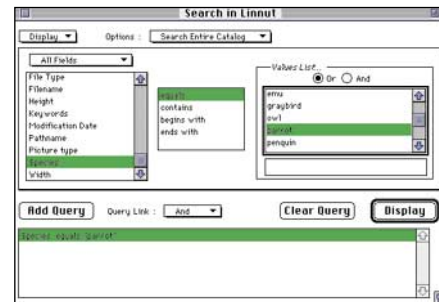 Search in Linnut
Display
Options :
Search Entire Catalog
All Fields
File Type
Filename
Height
Keywords
Modification Date
Pathname
Picture type
Species
Width
equals
contains
begins with
ends with
Values List...
Or
And
emu
graybird
owl
parrot
penquin
Add Query
Query Link :
And
Clear Query
Display
Species equals "parrot"